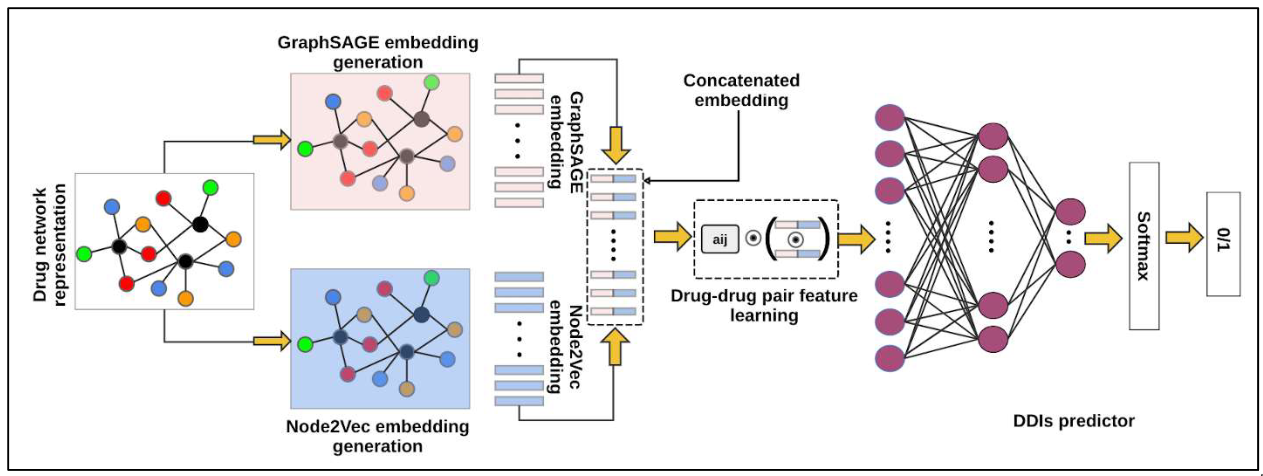 Drug network
representation
GraphSAGE embedding
generation
Node2Vec embedding
generation
GraphSAGE
embedding
Node2Vec
embedding
Concatenated
embedding
aij
Drug-drug pair feature
learning
DDIs predictor
Softmax
0/1